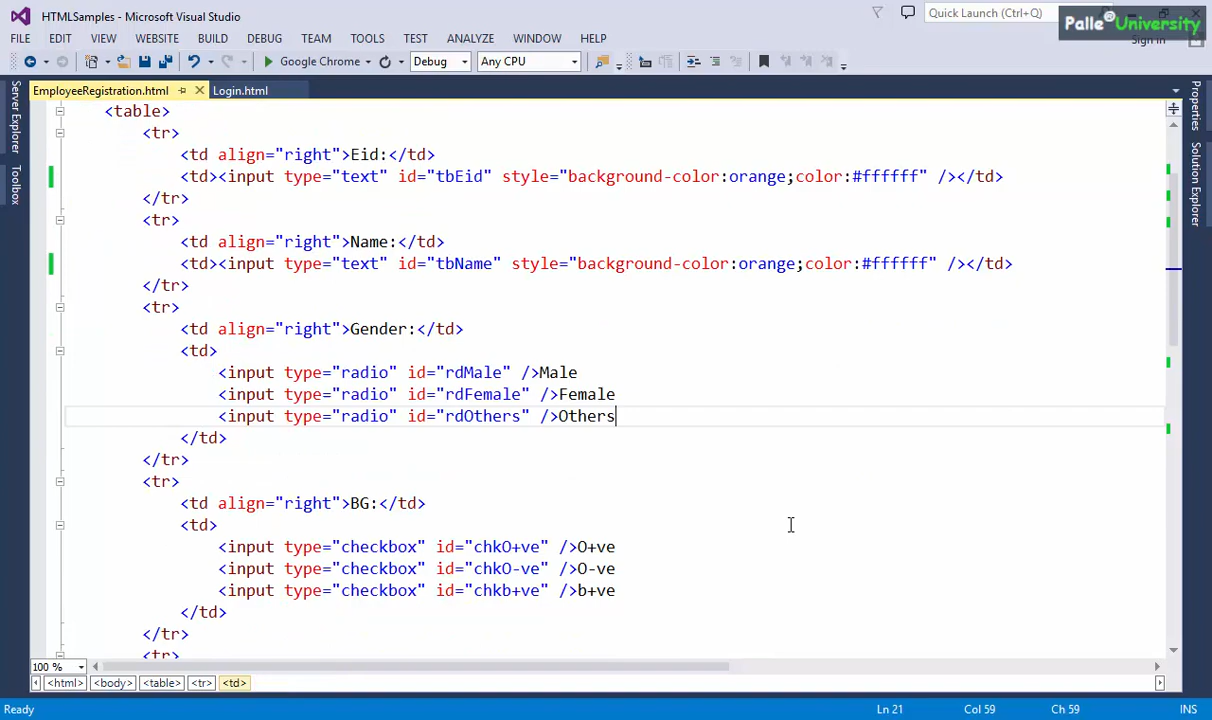 HTMLSamples - Microsoft Visual Studio
Quick Launch (Ctrl+Q)
Palle® University
Sign in
FILE EDIT VIEW WEBSITE BUILD DEBUG TEAM TOOLS TEST ANALYZE WINDOW HELP
Google Chrome Debug Any CPU
EmployeeRegistration.html Login.html
Server Explorer
Toolbox
Properties
Solution Explorer
<table>
<tr>
<td align="right">Eid:</td>
<td><input type="text" id="tbEid" style="background-color:orange;color:#ffffff" /></td>
</tr>
<tr>
<td align="right">Name:</td>
<td><input type="text" id="tbName" style="background-color:orange;color:#ffffff" /></td>
</tr>
<tr>
<td align="right">Gender:</td>
<td>
<input type="radio" id="rdMale" />Male
<input type="radio" id="rdFemale" />Female
<input type="radio" id="rdOthers" />Others
</td>
</tr>
<tr>
<td align="right">BG:</td>
<td>
<input type="checkbox" id="chkO+ve" />O+ve
<input type="checkbox" id="chkO-ve" />O-ve
<input type="checkbox" id="chkb+ve" />b+ve
</td>
</tr>
<tr>
100 %
<html> <body> <table> <tr> <td>
Ready Ln 21 Col 59 Ch 59 INS